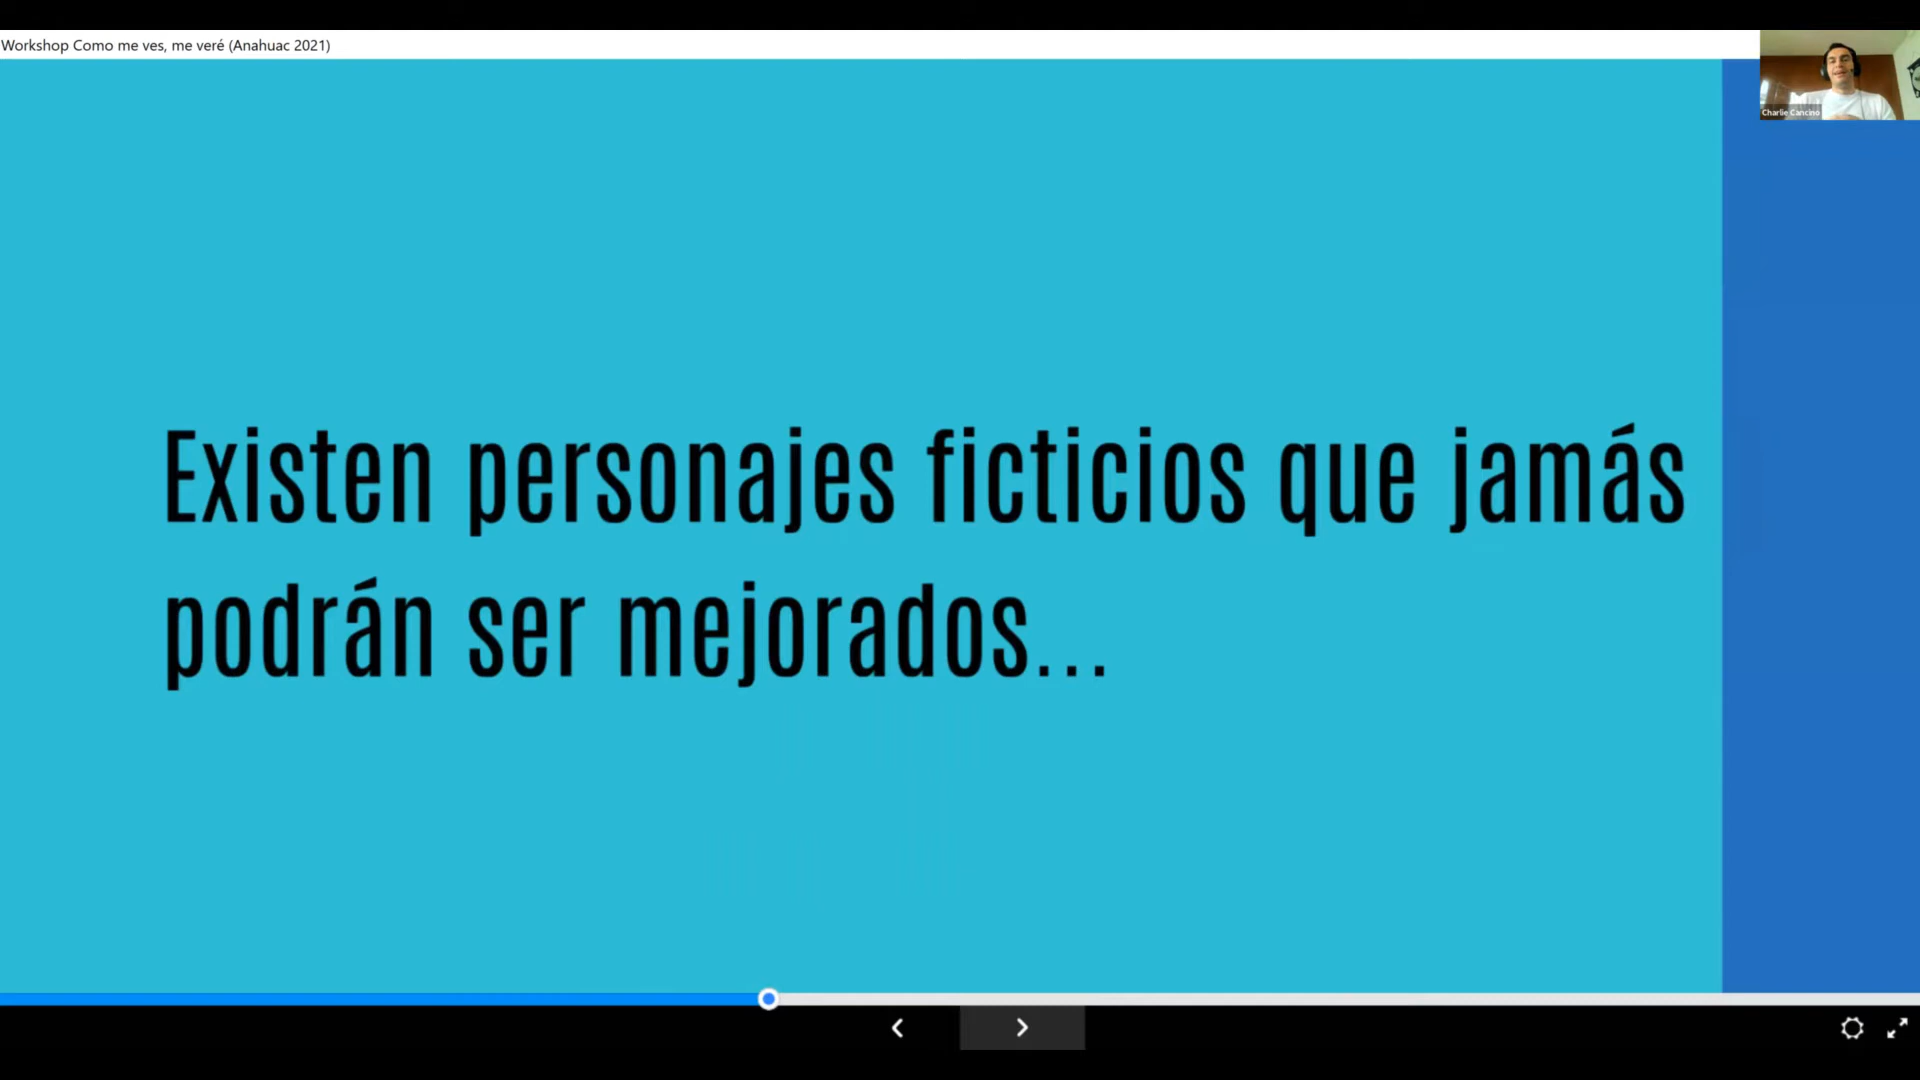 Workshop Como me ves, me veré (Anahuac 2021)
Charlie Cancino
Existen personajes ficticios que jamás
podrán ser mejorados...